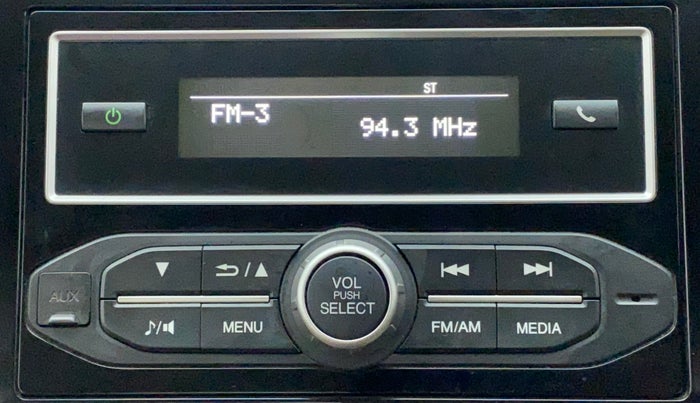 ST
FM-3
94.3 MHz
AUX
VOL
PUSH
SELECT
MENU
FM/AM
MEDIA